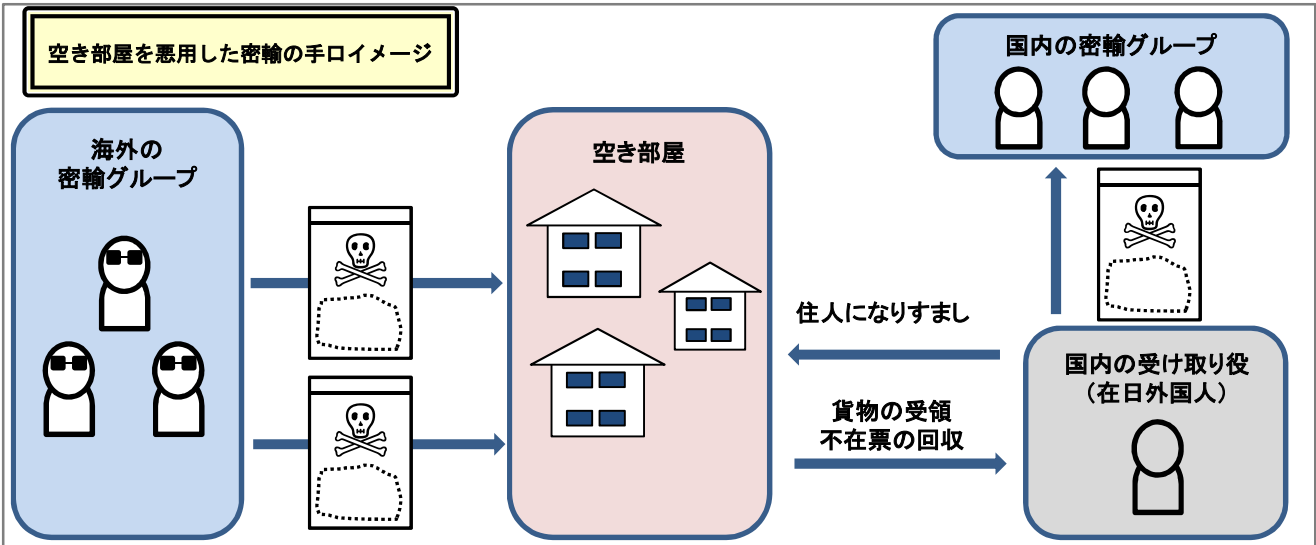 空き部屋を悪用した密輸の手口イメージ
海外の
密輸グループ
空き部屋
国内の密輸グループ
住人になりすまし
貨物の受領
不在票の回収
国内の受け取り役
（在日外国人）